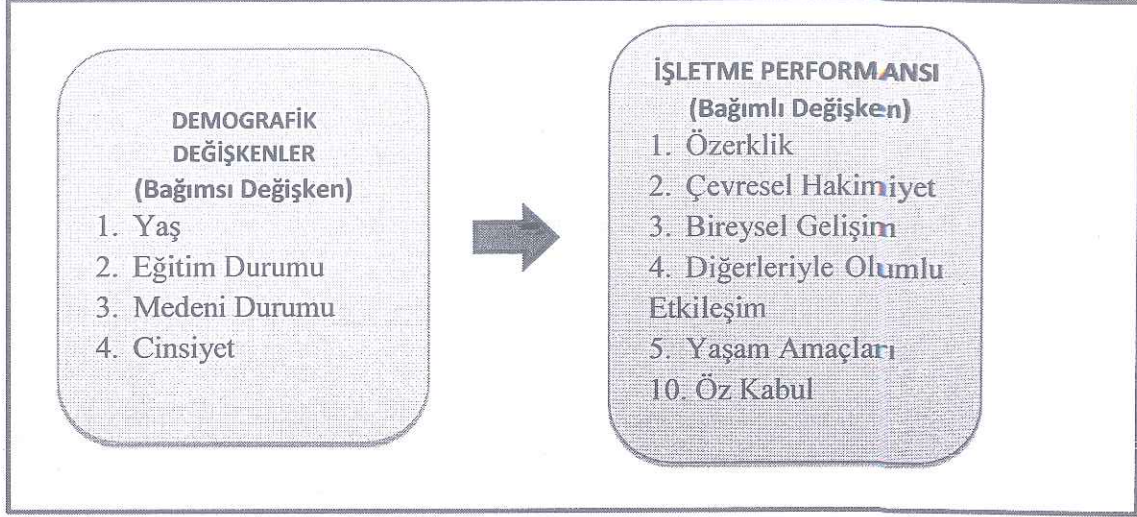 DEMOGRAFİK
DEĞİŞKENLER
(Bağımsı Değişken)
1. Yaş
2. Eğitim Durumu
3. Medeni Durumu
4. Cinsiyet
İŞLETME PERFORMANSI
(Bağımlı Değişken)
1. Özerklik
2. Çevresel Hakimiyet
3. Bireysel Gelişim
4. Diğerleriyle Olumlu
Etkileşim
5. Yaşam Amaçları
10. Öz Kabul